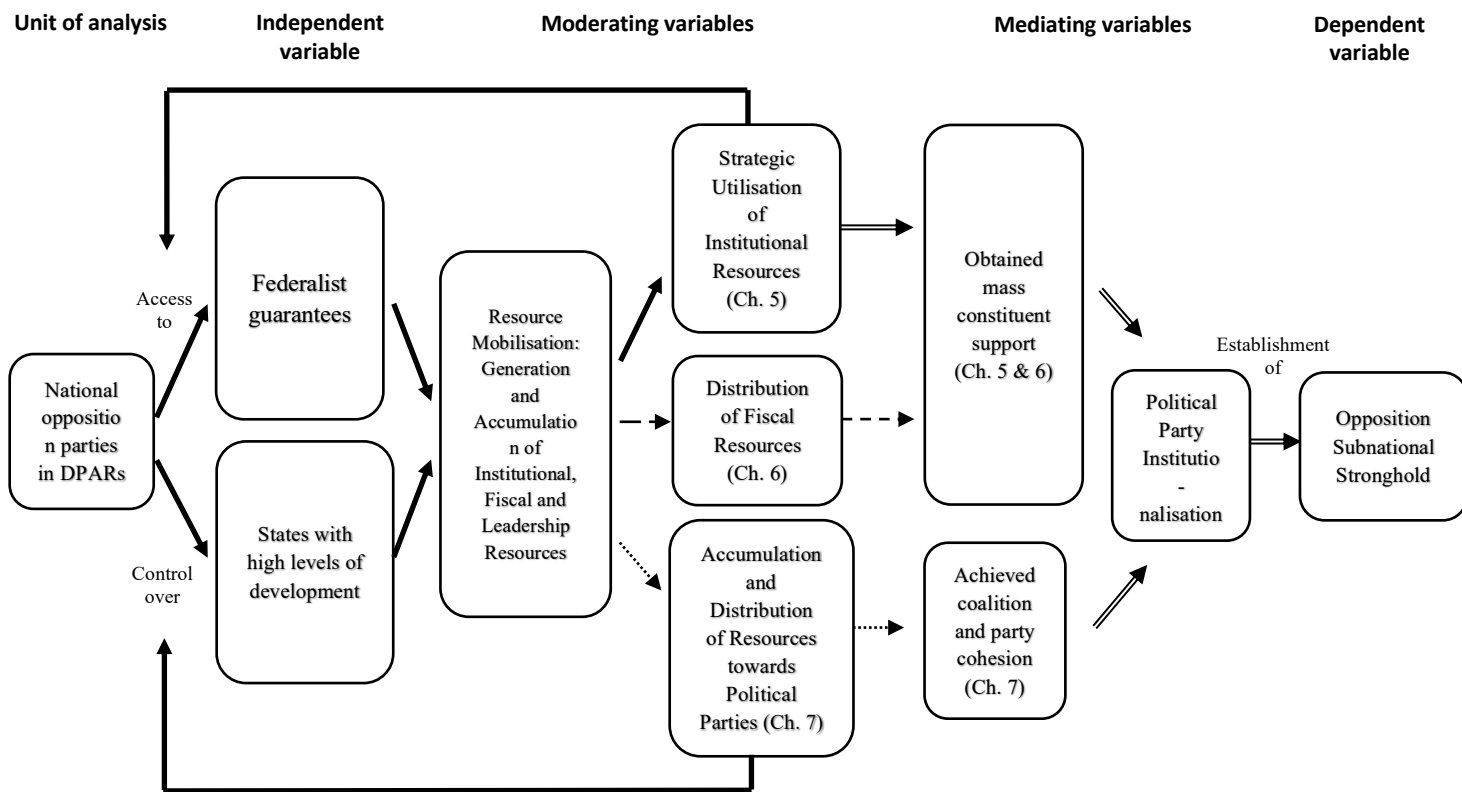 Unit of analysis
Independent
variable
Moderating variables
Mediating variables
Dependent
variable
Access
to
Control
over
National
oppositio
n parties
in DPARs
Federalist
guarantees
States with
high levels of
development
Resource
Mobilisation:
Generation
and
Accumulatio
n of
Institutional,
Fiscal and
Leadership
Resources
Strategic
Utilisation
of
Institutional
Resources
(Ch. 5)
Distribution
of Fiscal
Resources
(Ch. 6)
Accumulation
and
Distribution
of Resources
towards
Political
Parties (Ch. 7)
Obtained
mass
constituent
support
(Ch. 5 & 6)
Achieved
coalition
and party
cohesion
(Ch. 7)
Political
Party
Institutio
-
nalisation
Establishment
of
Opposition
Subnational
Stronghold